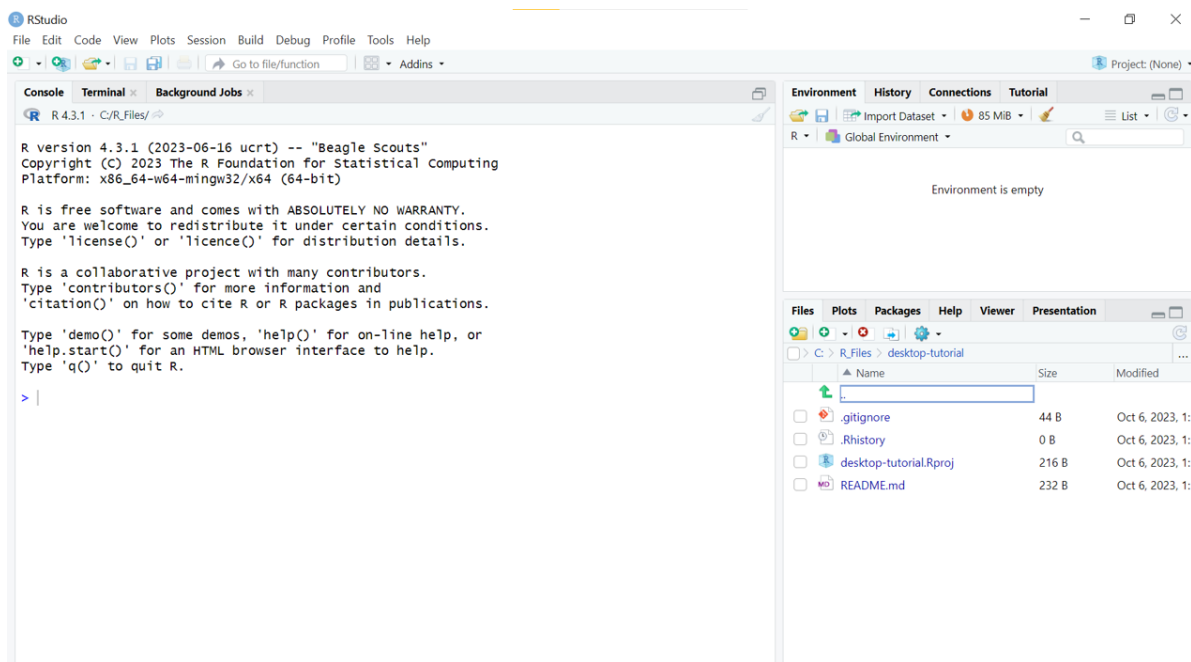 RStudio
File Edit Code View Plots Session Build Debug Profile Tools Help
Go to file/function Addins Project: (None)
Console Terminal Background Jobs
R 4.3.1 · C:/R_Files/
R version 4.3.1 (2023-06-16 ucrt) -- "Beagle Scouts"
Copyright (C) 2023 The R Foundation for Statistical Computing
Platform: x86_64-w64-mingw32/x64 (64-bit)
R is free software and comes with ABSOLUTELY NO WARRANTY.
You are welcome to redistribute it under certain conditions.
Type 'license()' or 'licence()' for distribution details.
R is a collaborative project with many contributors.
Type 'contributors()' for more information and
'citation()' on how to cite R or R packages in publications.
Type 'demo()' for some demos, 'help()' for on-line help, or
'help.start()' for an HTML browser interface to help.
Type 'q()' to quit R.
>
Environment History Connections Tutorial
Import Dataset 85 MiB List
R Global Environment
Environment is empty
Files Plots Packages Help Viewer Presentation
C: > R_Files > desktop-tutorial ...
Name Size Modified
..
.gitignore 44 B Oct 6, 2023, 1:
.Rhistory 0 B Oct 6, 2023, 1:
desktop-tutorial.Rproj 216 B Oct 6, 2023, 1:
README.md 232 B Oct 6, 2023, 1: